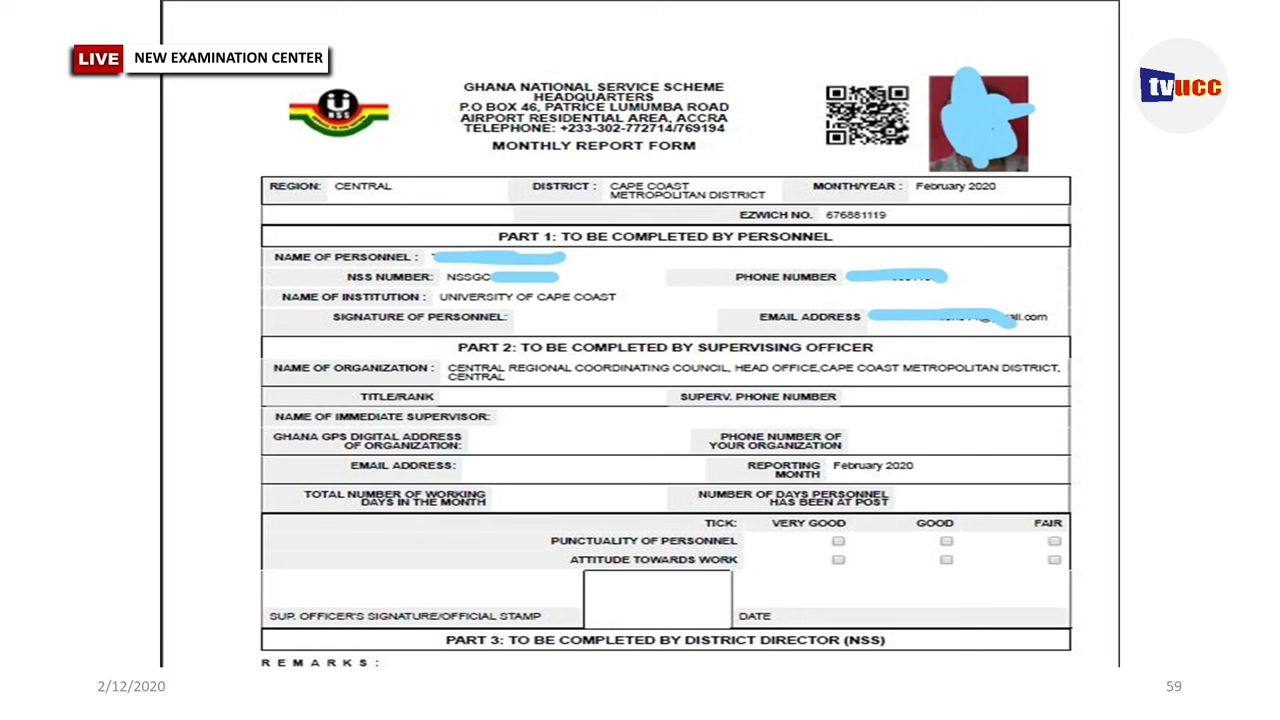 LIVE NEW EXAMINATION CENTER
tvucc
GHANA NATIONAL SERVICE SCHEME
HEADQUARTERS
P.O BOX 46, PATRICE LUMUMBA ROAD
AIRPORT RESIDENTIAL AREA, ACCRA
TELEPHONE: +233-302-772714/769194
MONTHLY REPORT FORM
NSS
REGION: CENTRAL DISTRICT : CAPE COAST METROPOLITAN DISTRICT MONTH/YEAR : February 2020
EZWICH NO. 676881119
PART 1: TO BE COMPLETED BY PERSONNEL
NAME OF PERSONNEL :
NSS NUMBER: NSSGC PHONE NUMBER
NAME OF INSTITUTION : UNIVERSITY OF CAPE COAST
SIGNATURE OF PERSONNEL: EMAIL ADDRESS
PART 2: TO BE COMPLETED BY SUPERVISING OFFICER
NAME OF ORGANIZATION : CENTRAL REGIONAL COORDINATING COUNCIL, HEAD OFFICE,CAPE COAST METROPOLITAN DISTRICT,
CENTRAL
TITLE/RANK SUPERV. PHONE NUMBER
NAME OF IMMEDIATE SUPERVISOR:
GHANA GPS DIGITAL ADDRESS OF ORGANIZATION: PHONE NUMBER OF YOUR ORGANIZATION
EMAIL ADDRESS: REPORTING MONTH February 2020
TOTAL NUMBER OF WORKING DAYS IN THE MONTH NUMBER OF DAYS PERSONNEL HAS BEEN AT POST
TICK: VERY GOOD GOOD FAIR
PUNCTUALITY OF PERSONNEL
ATTITUDE TOWARDS WORK
SUP. OFFICER'S SIGNATURE/OFFICIAL STAMP DATE
PART 3: TO BE COMPLETED BY DISTRICT DIRECTOR (NSS)
REMARKS:
2/12/2020 59